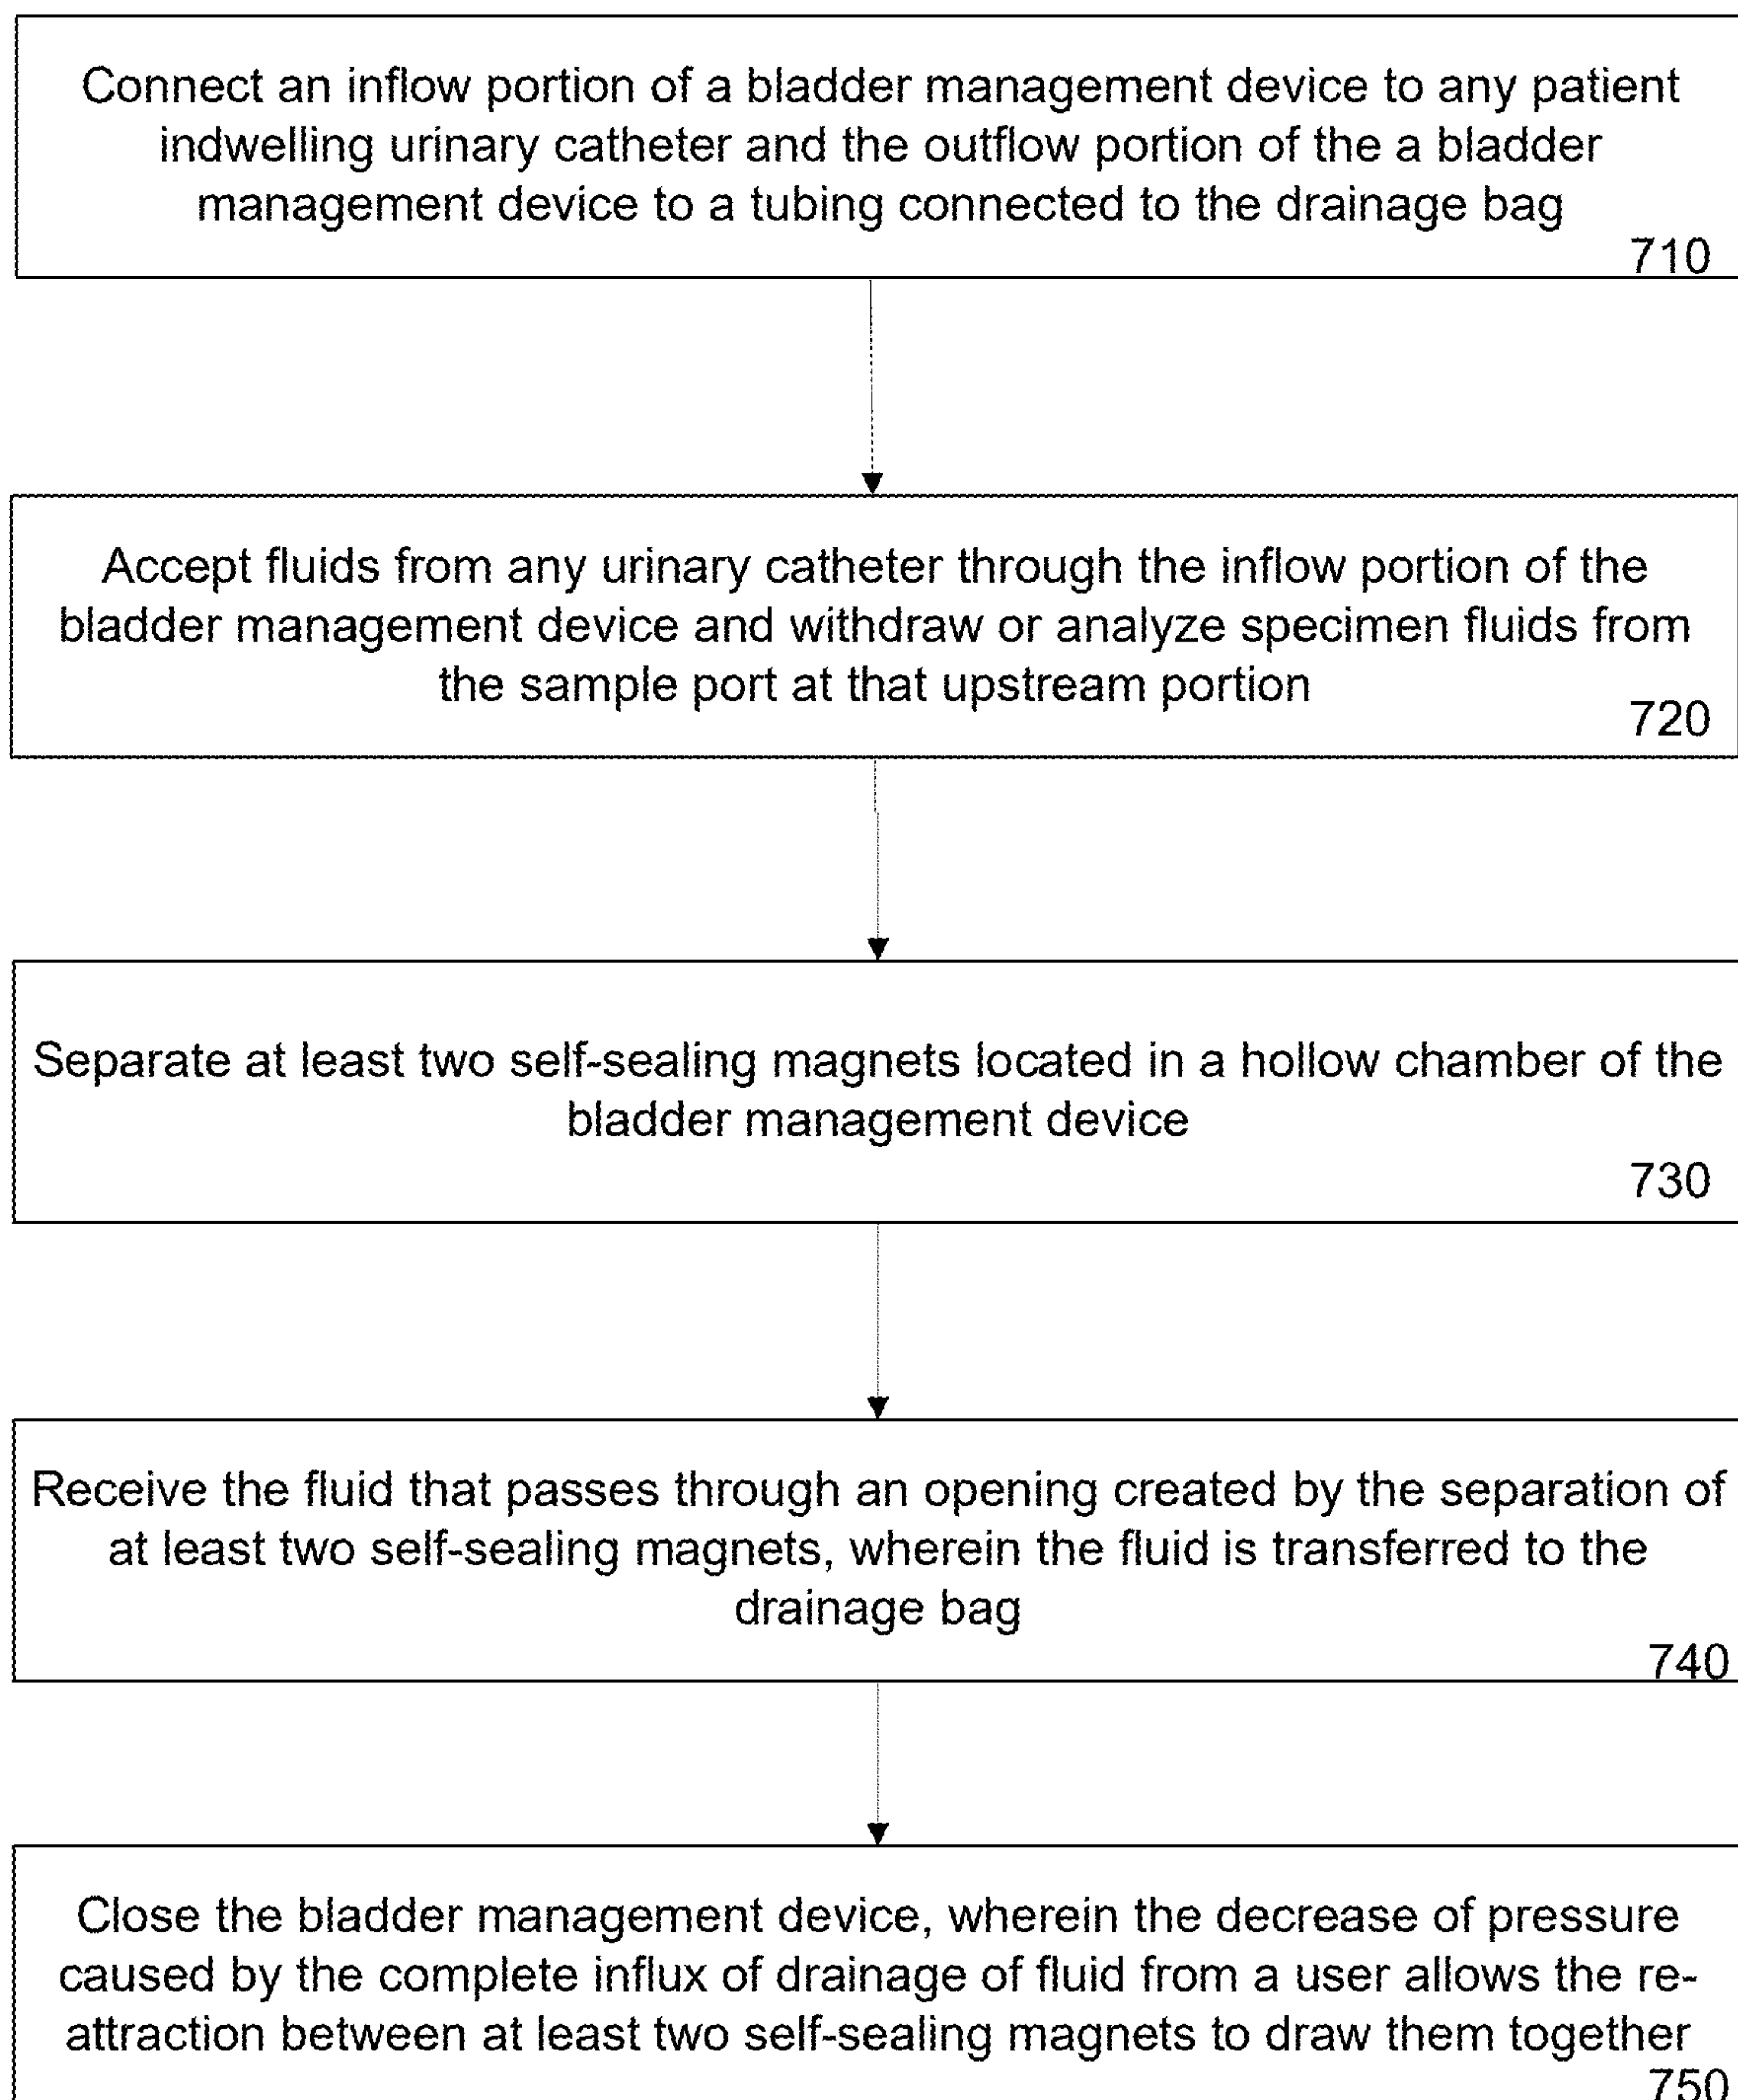 Connect an inflow portion of a bladder management device to any patient
indwelling urinary catheter and the outflow portion of the a bladder
management device to a tubing connected to the drainage bag
710
Accept fluids from any urinary catheter through the inflow portion of the
bladder management device and withdraw or analyze specimen fluids from
the sample port at that upstream portion
720
Separate at least two self-sealing magnets located in a hollow chamber of the
bladder management device
730
Receive the fluid that passes through an opening created by the separation of
at least two self-sealing magnets, wherein the fluid is transferred to the
drainage bag
740
Close the bladder management device, wherein the decrease of pressure
caused by the complete influx of drainage of fluid from a user allows the re-
attraction between at least two self-sealing magnets to draw them together
750